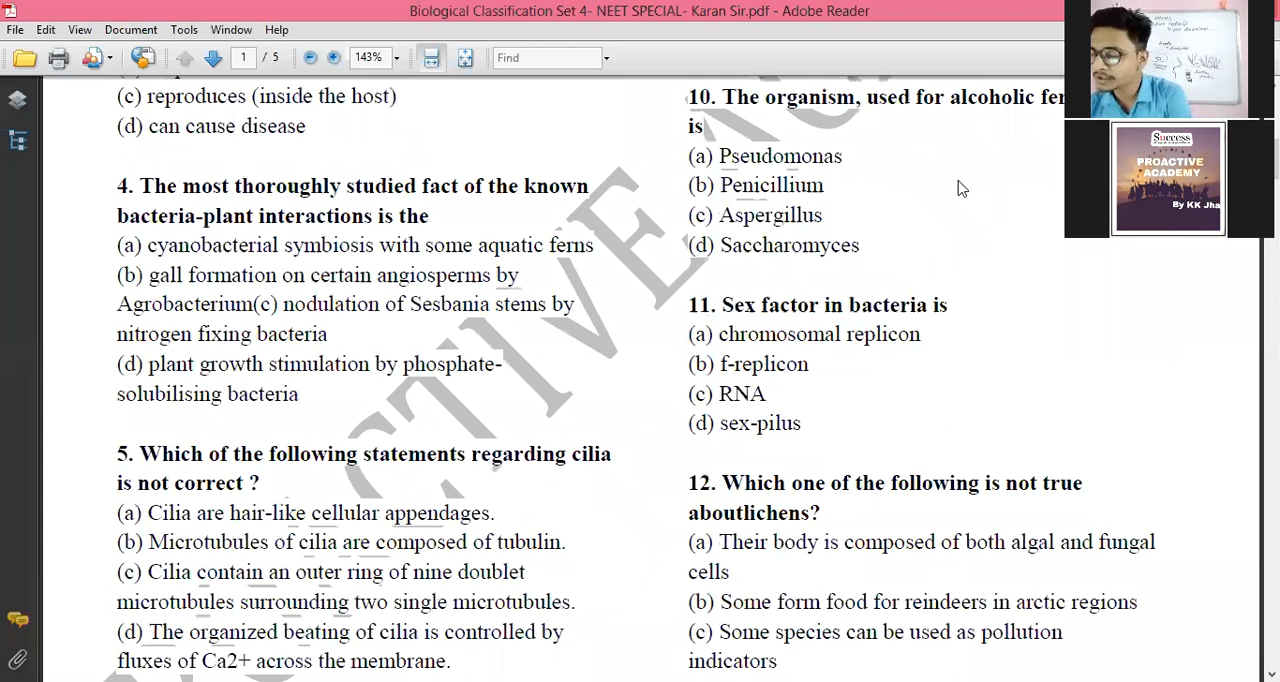 Biological Classification Set 4- NEET SPECIAL- Karan Sir.pdf - Adobe Reader
File Edit View Document Tools Window Help
1 / 5 143% Find
(c) reproduces (inside the host)
(d) can cause disease
4. The most thoroughly studied fact of the known
bacteria-plant interactions is the
(a) cyanobacterial symbiosis with some aquatic ferns
(b) gall formation on certain angiosperms by
Agrobacterium(c) nodulation of Sesbania stems by
nitrogen fixing bacteria
(d) plant growth stimulation by phosphate-
solubilising bacteria
5. Which of the following statements regarding cilia
is not correct ?
(a) Cilia are hair-like cellular appendages.
(b) Microtubules of cilia are composed of tubulin.
(c) Cilia contain an outer ring of nine doublet
microtubules surrounding two single microtubules.
(d) The organized beating of cilia is controlled by
fluxes of Ca2+ across the membrane.
10. The organism, used for alcoholic fer
is
(a) Pseudomonas
(b) Penicillium
(c) Aspergillus
(d) Saccharomyces
11. Sex factor in bacteria is
(a) chromosomal replicon
(b) f-replicon
(c) RNA
(d) sex-pilus
12. Which one of the following is not true
aboutlichens?
(a) Their body is composed of both algal and fungal
cells
(b) Some form food for reindeers in arctic regions
(c) Some species can be used as pollution
indicators
Success
PROACTIVE
ACADEMY
By KK Jha